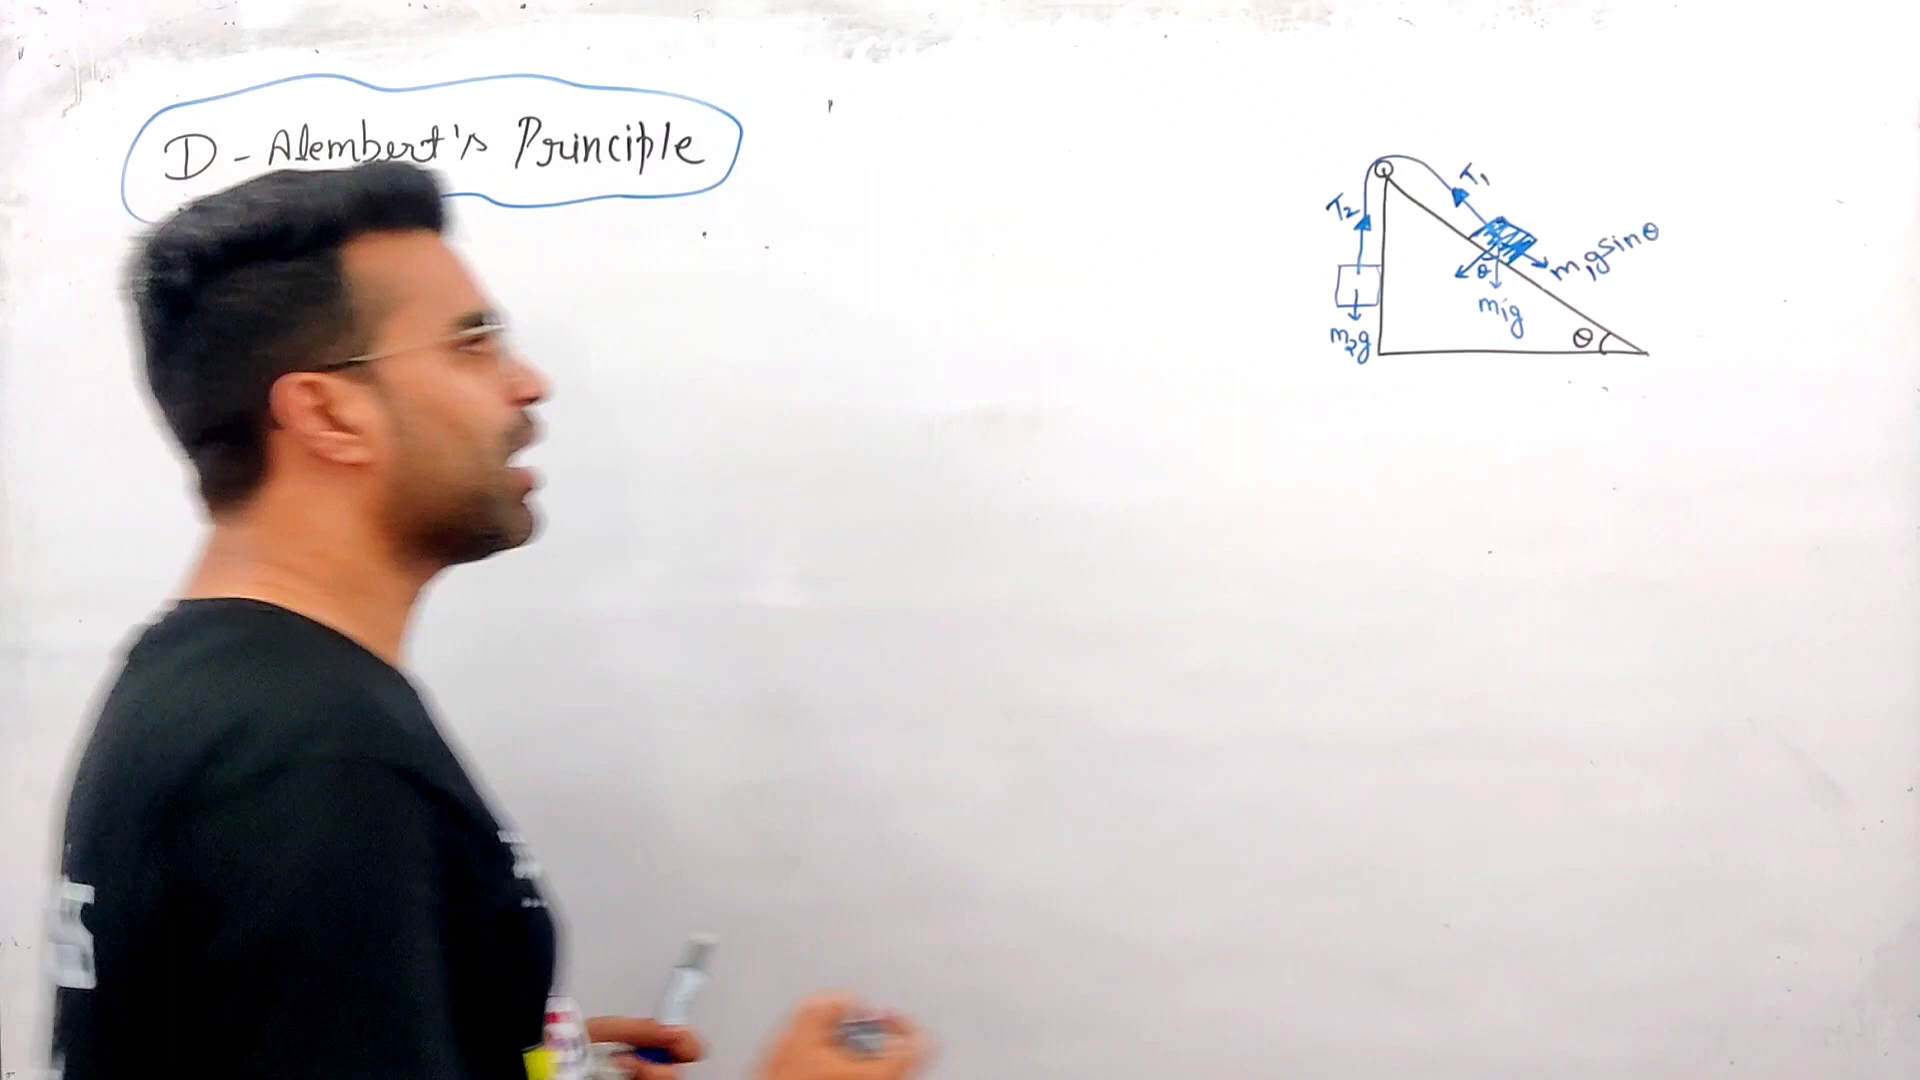 D - Alembert's Principle
T₁
T₂
m₁g sinθ
θ
m₁g
m₂g
θ